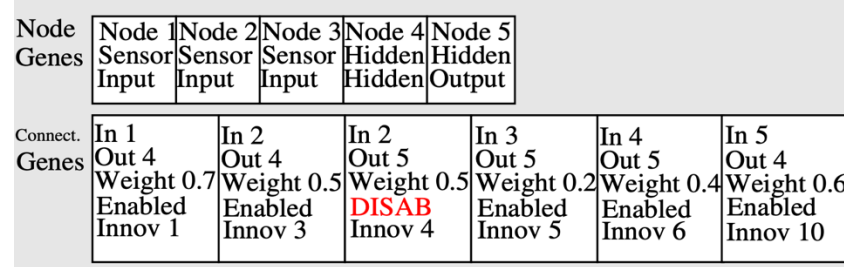 Node Genes
Node 1 Node 2 Node 3 Node 4 Node 5
Sensor Sensor Sensor Hidden Hidden
Input Input Input Hidden Output
Connect. Genes
In 1 In 2 In 2 In 3 In 4 In 5
Out 4 Out 4 Out 5 Out 5 Out 5 Out 4
Weight 0.7 Weight 0.5 Weight 0.5 Weight 0.2 Weight 0.4 Weight 0.6
Enabled Enabled DISAB Enabled Enabled Enabled
Innov 1 Innov 3 Innov 4 Innov 5 Innov 6 Innov 10